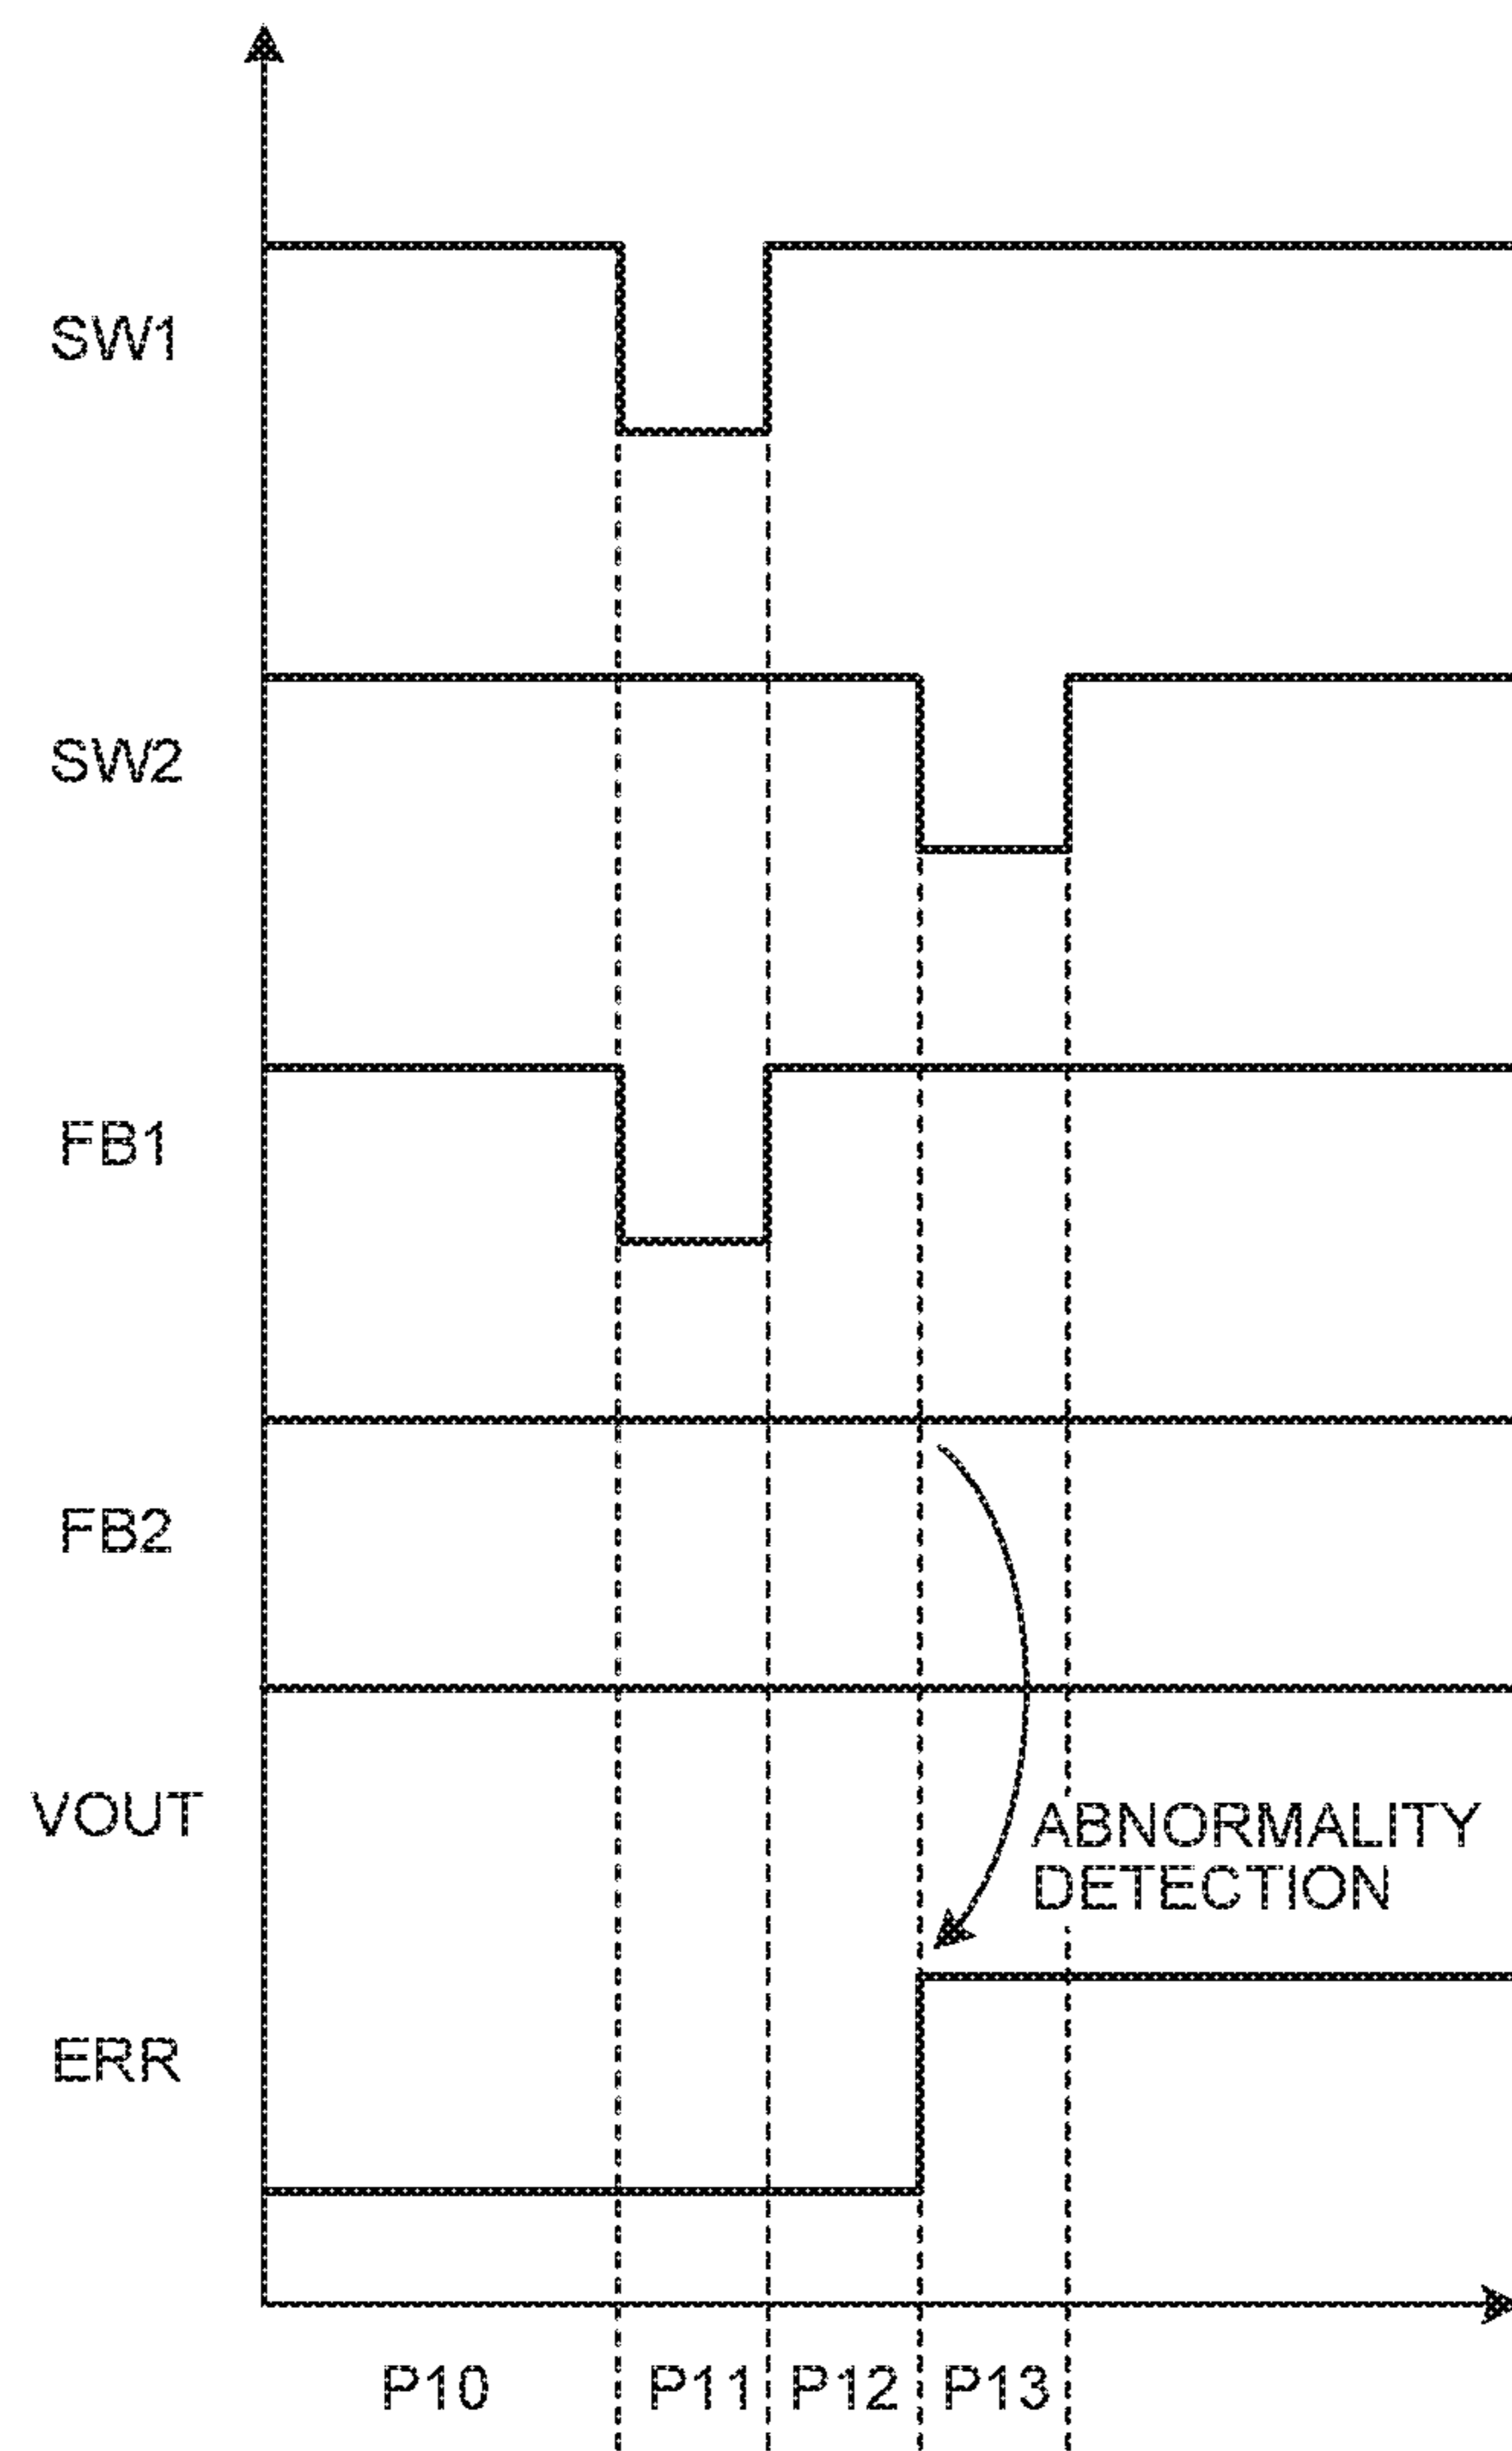 SW1
SW2
FB1
FB2
VOUT
ABNORMALITY
DETECTION
ERR
P10 P11 P12 P13